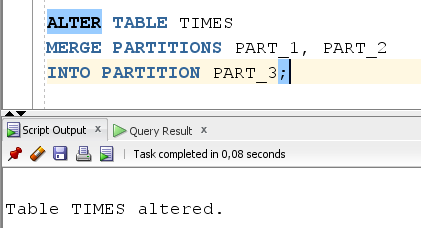 ALTER TABLE TIMES
MERGE PARTITIONS PART_1, PART_2
INTO PARTITION PART_3;
Script Output x Query Result x
Task completed in 0,08 seconds
Table TIMES altered.